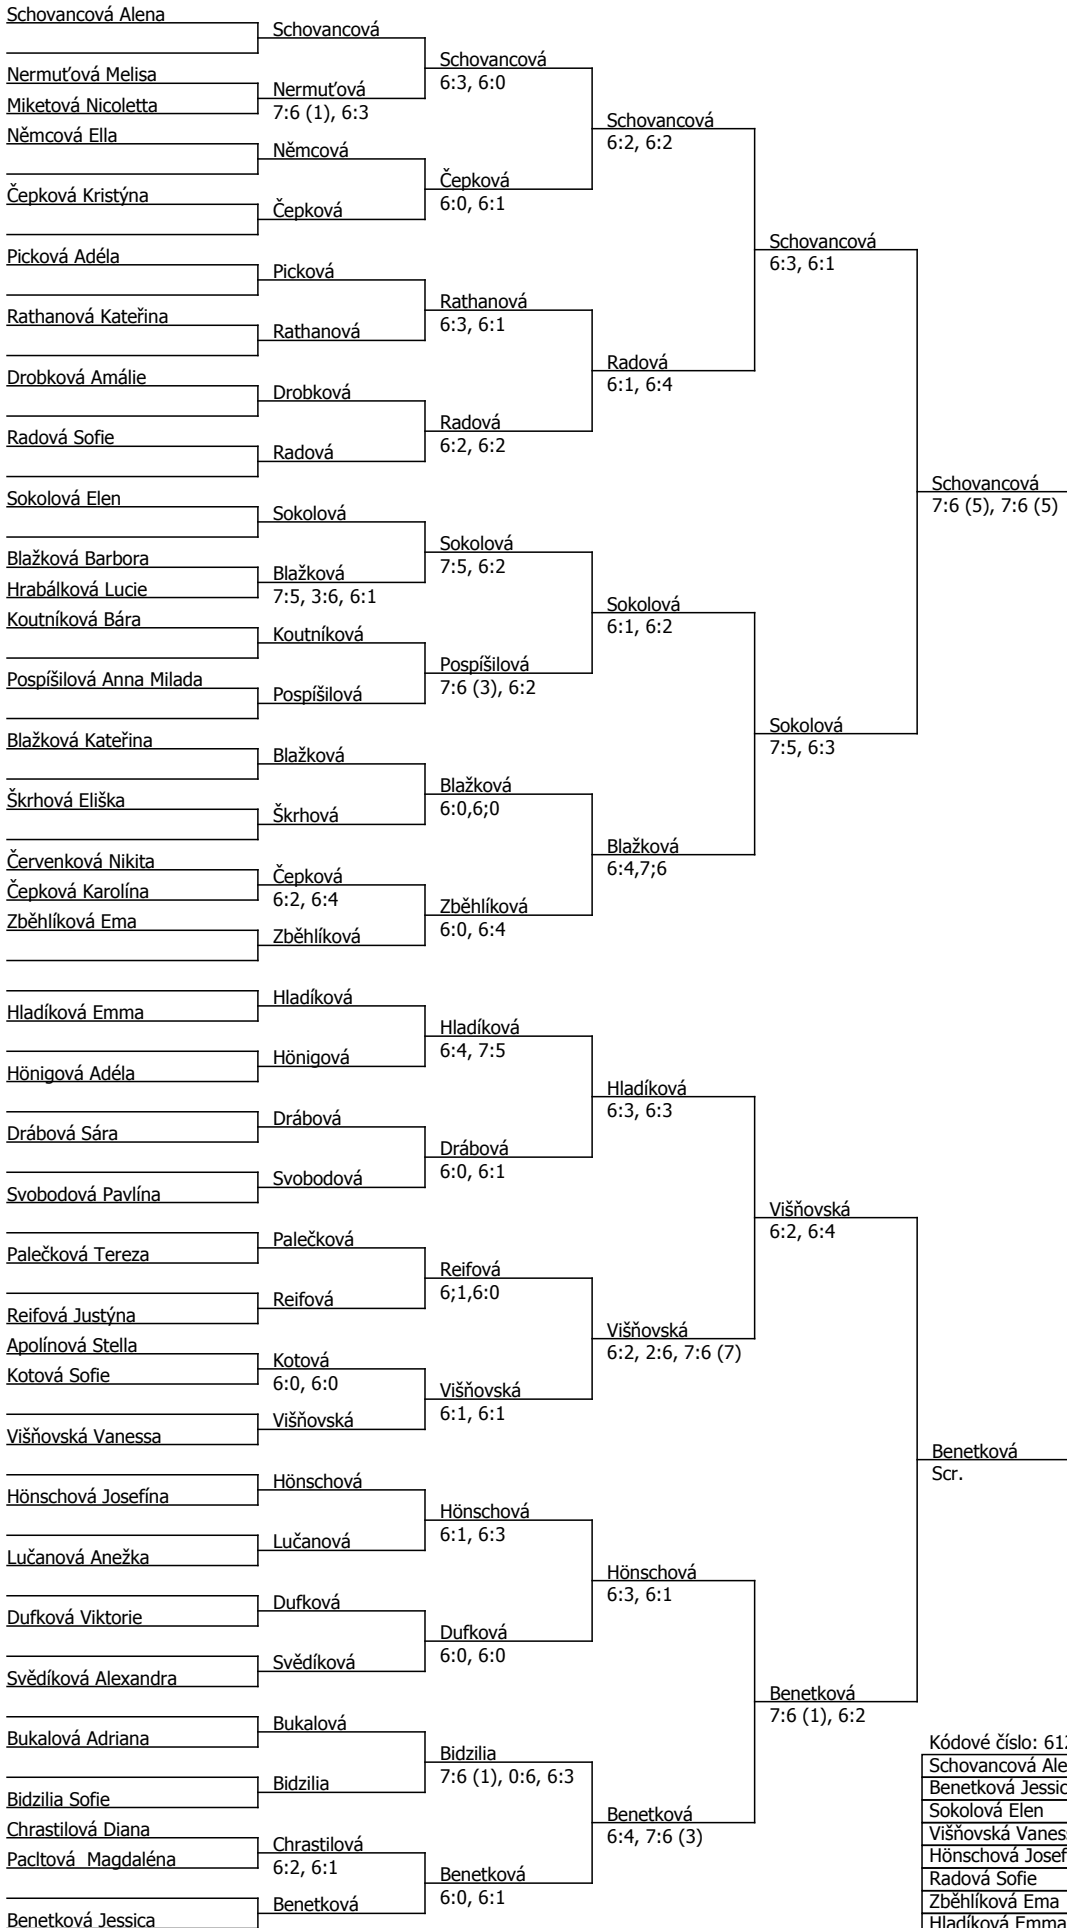 Schovancová Alena
Nermuťová Melisa
Miketová Nicoletta
Němcová Ella
Čepková Kristýna
Picková Adéla
Rathanová Kateřina
Drobková Amálie
Radová Sofie
Sokolová Elen
Blažková Barbora
Hrabálková Lucie
Koutníková Bára
Pospíšilová Anna Milada
Blažková Kateřina
Škrhová Eliška
Červenková Nikita
Čepková Karolína
Zběhlíková Ema
Hladíková Emma
Hönigová Adéla
Drábová Sára
Svobodová Pavlína
Palečková Tereza
Reifová Justýna
Apolínová Stella
Kotová Sofie
Višňovská Vanessa
Hönschová Josefína
Lučanová Anežka
Dufková Viktorie
Svědíková Alexandra
Bukalová Adriana
Bidzilia Sofie
Chrastilová Diana
Pacltová  Magdaléna
Benetková Jessica
Schovancová
Nermuťová
7:6 (1), 6:3
Němcová
Čepková
Picková
Rathanová
Drobková
Radová
Sokolová
Blažková
7:5, 3:6, 6:1
Koutníková
Pospíšilová
Blažková
Škrhová
Čepková
6:2, 6:4
Zběhlíková
Hladíková
Hönigová
Drábová
Svobodová
Palečková
Reifová
Kotová
6:0, 6:0
Višňovská
Hönschová
Lučanová
Dufková
Svědíková
Bukalová
Bidzilia
Chrastilová
6:2, 6:1
Benetková
Schovancová
6:3, 6:0
Čepková
6:0, 6:1
Rathanová
6:3, 6:1
Radová
6:2, 6:2
Sokolová
7:5, 6:2
Pospíšilová
7:6 (3), 6:2
Blažková
6:0,6;0
Zběhlíková
6:0, 6:4
Hladíková
6:4, 7:5
Drábová
6:0, 6:1
Reifová
6;1,6:0
Višňovská
6:1, 6:1
Hönschová
6:1, 6:3
Dufková
6:0, 6:0
Bidzilia
7:6 (1), 0:6, 6:3
Benetková
6:0, 6:1
Schovancová
6:2, 6:2
Radová
6:1, 6:4
Sokolová
6:1, 6:2
Blažková
6:4,7;6
Hladíková
6:3, 6:3
Višňovská
6:2, 2:6, 7:6 (7)
Hönschová
6:3, 6:1
Benetková
6:4, 7:6 (3)
Schovancová
6:3, 6:1
Sokolová
7:5, 6:3
Višňovská
6:2, 6:4
Benetková
7:6 (1), 6:2
Schovancová
7:6 (5), 7:6 (5)
Benetková
Scr.
Kódové číslo: 612
Schovancová Ale
Benetková Jessic
Sokolová Elen
Višňovská Vaness
Hönschová Josef
Radová Sofie
Zběhlíková Ema
Hladíková Emma